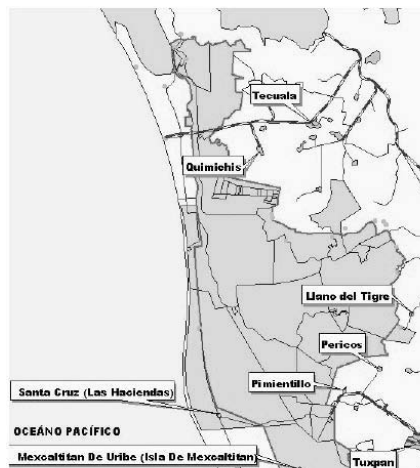 Tecuala
Quimichis
Llano del Tigre
Pericos
Pimientillo
Santa Cruz (Las Haciendas)
OCEÁNO PACÍFICO
Mexcaltitan De Uribe (Isla De Mexcaltitan)
Tuxpan